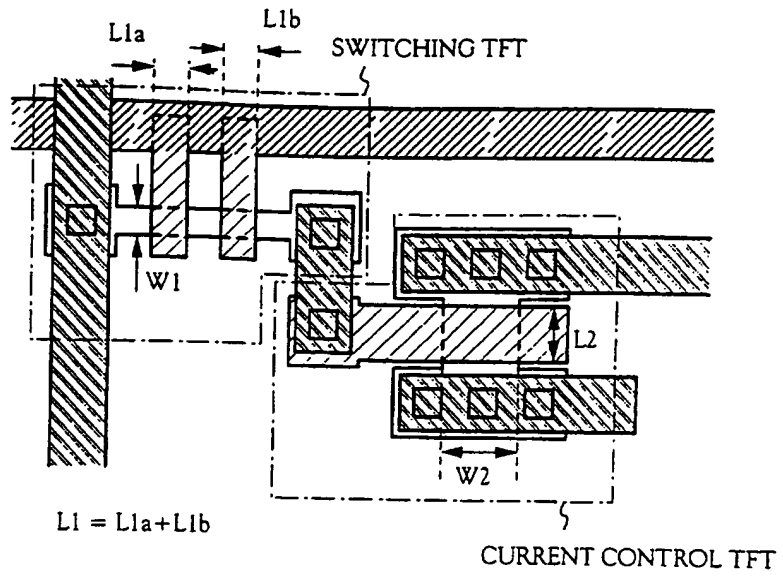 L1a
L1b
SWITCHING TFT
W1
L2
W2
L1 = L1a+L1b
CURRENT CONTROL TFT